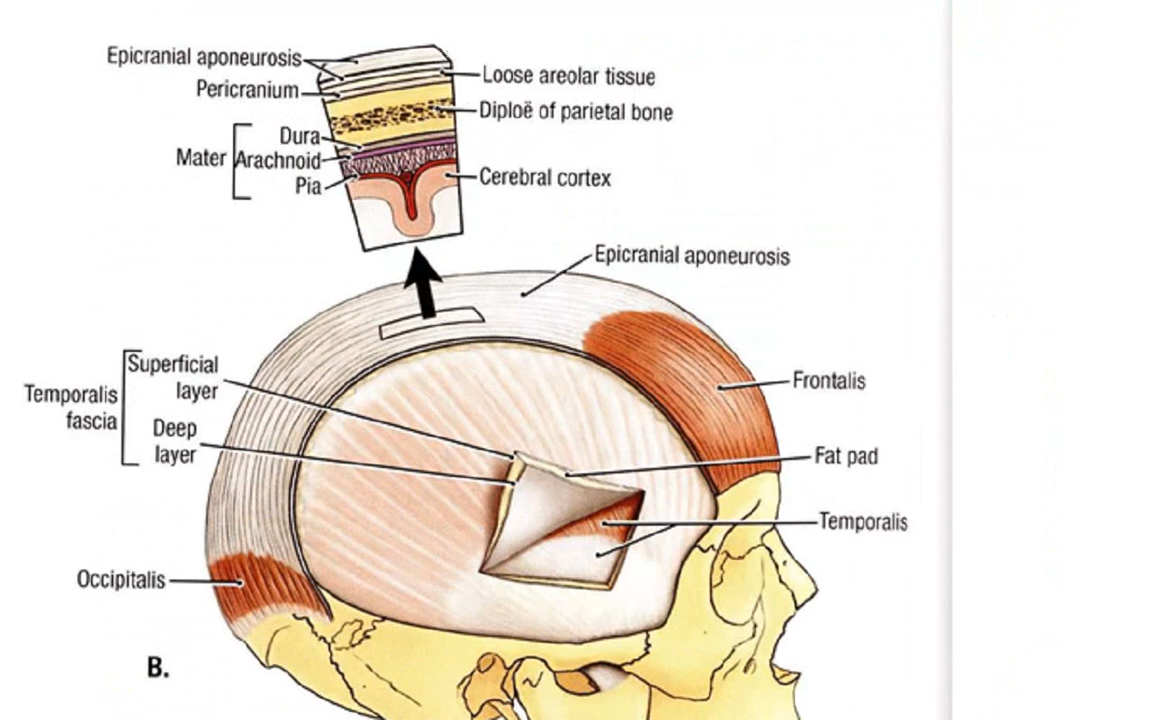 Epicranial aponeurosis
Loose areolar tissue
Pericranium
Diploë of parietal bone
Dura
Mater
Arachnoid
Pia
Cerebral cortex
Epicranial aponeurosis
Superficial
layer
Temporalis
fascia
Deep
layer
Frontalis
Fat pad
Temporalis
Occipitalis
B.